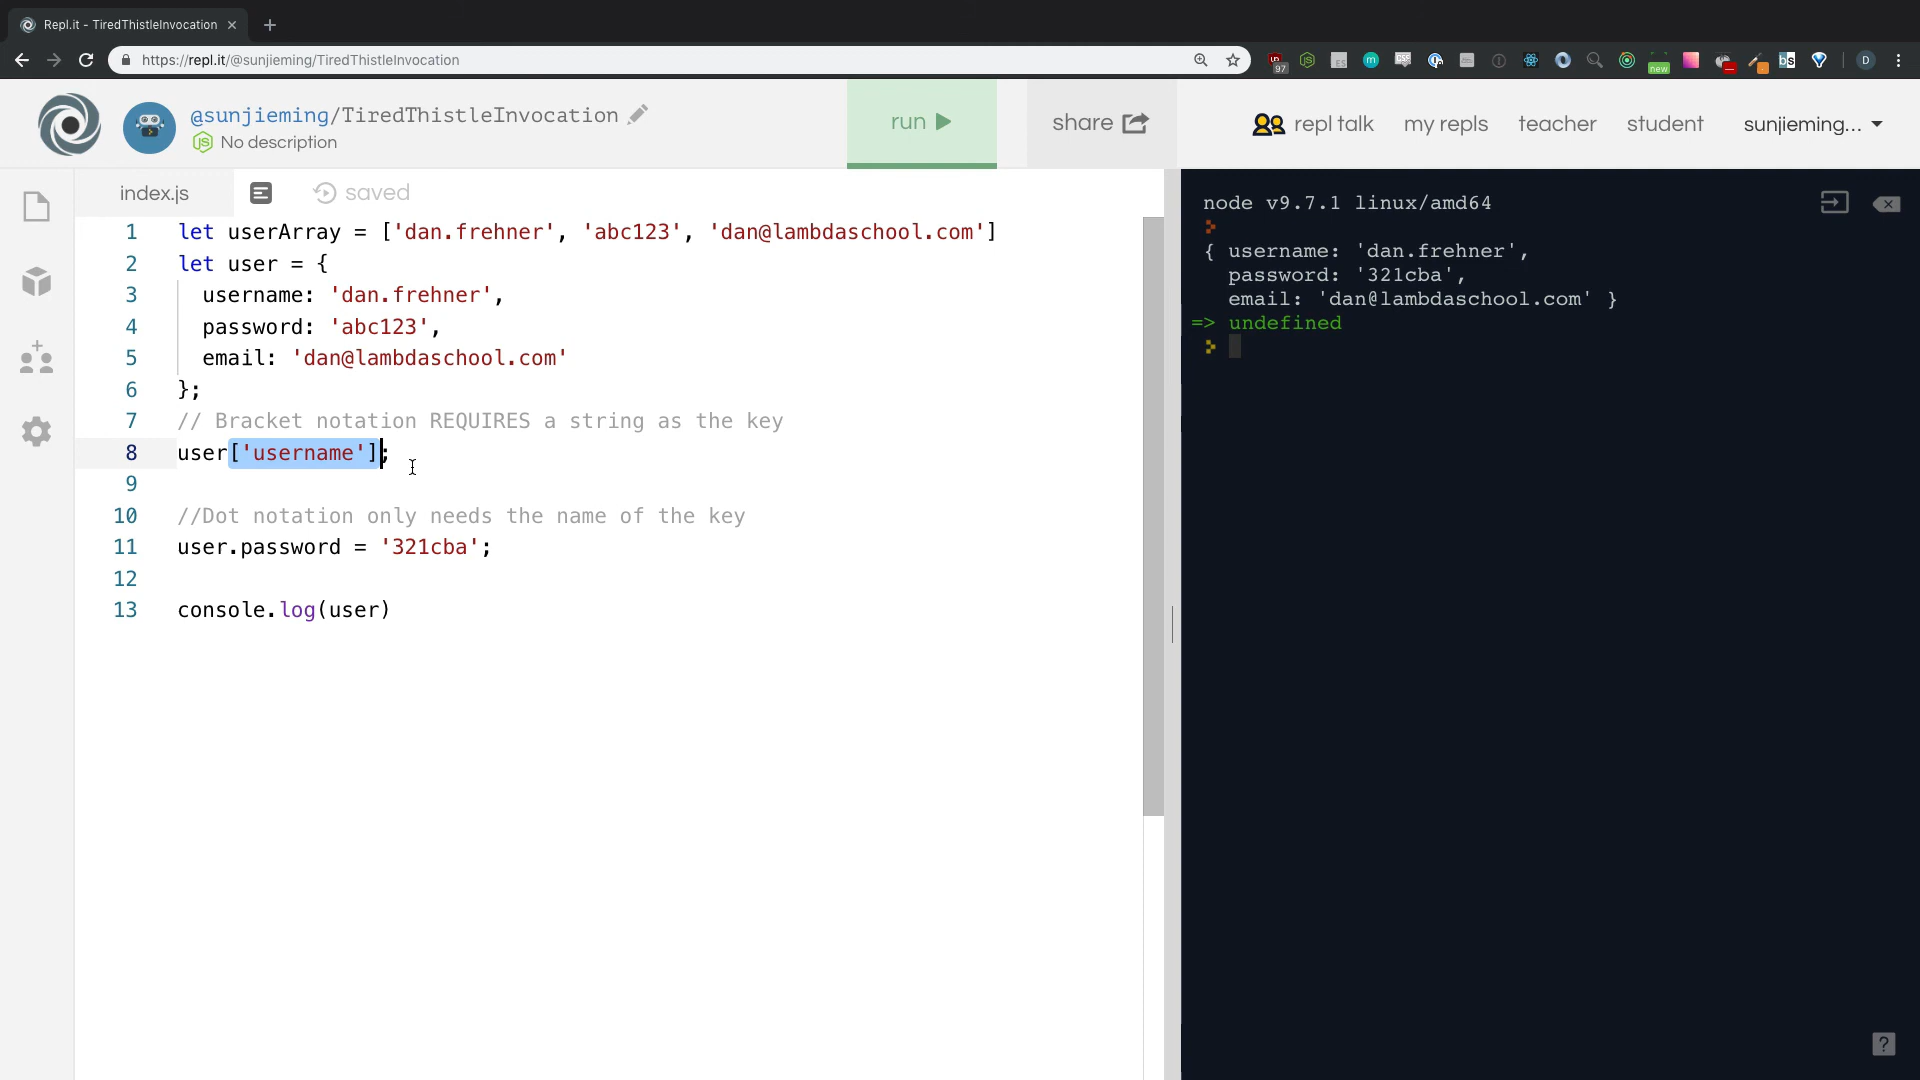 Repl.it - TiredThistleInvocation
https://repl.it/@sunjieming/TiredThistleInvocation
97
new
D
@sunjieming/TiredThistleInvocation
No description
run
share
repl talk
my repls
teacher
student
sunjieming...
index.js
saved
1 let userArray = ['dan.frehner', 'abc123', 'dan@lambdaschool.com']
2 let user = {
3 username: 'dan.frehner',
4 password: 'abc123',
5 email: 'dan@lambdaschool.com'
6 };
7 // Bracket notation REQUIRES a string as the key
8 user['username'];
9
10 //Dot notation only needs the name of the key
11 user.password = '321cba';
12
13 console.log(user)
node v9.7.1 linux/amd64
{ username: 'dan.frehner',
password: '321cba',
email: 'dan@lambdaschool.com' }
=> undefined
?